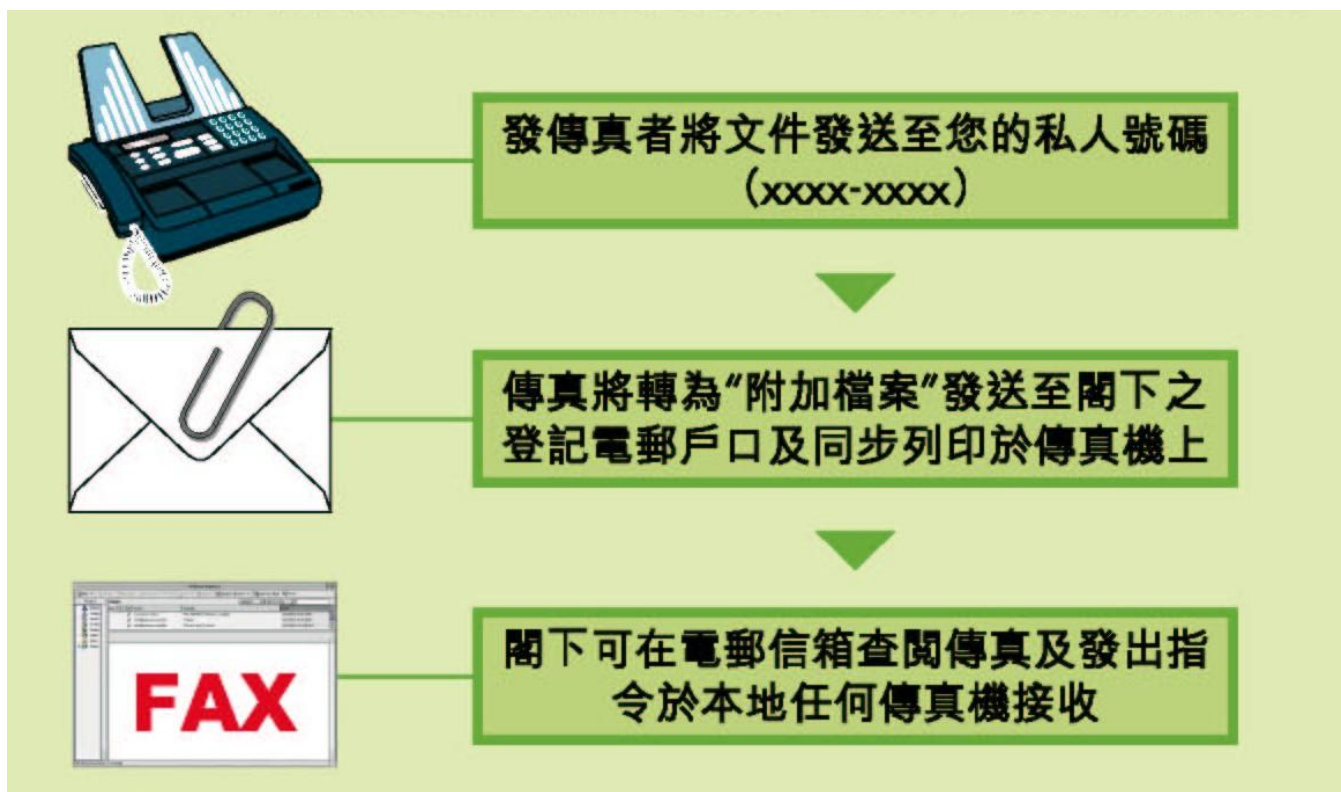 發傳真者將文件發送至您的私人號碼
(xxxx-xxxx)
傳真將轉為“附加檔案”發送至閣下之
登記電郵戶口及同步列印於傳真機上
閣下可在電郵信箱查閱傳真及發出指
令於本地任何傳真機接收
FAX